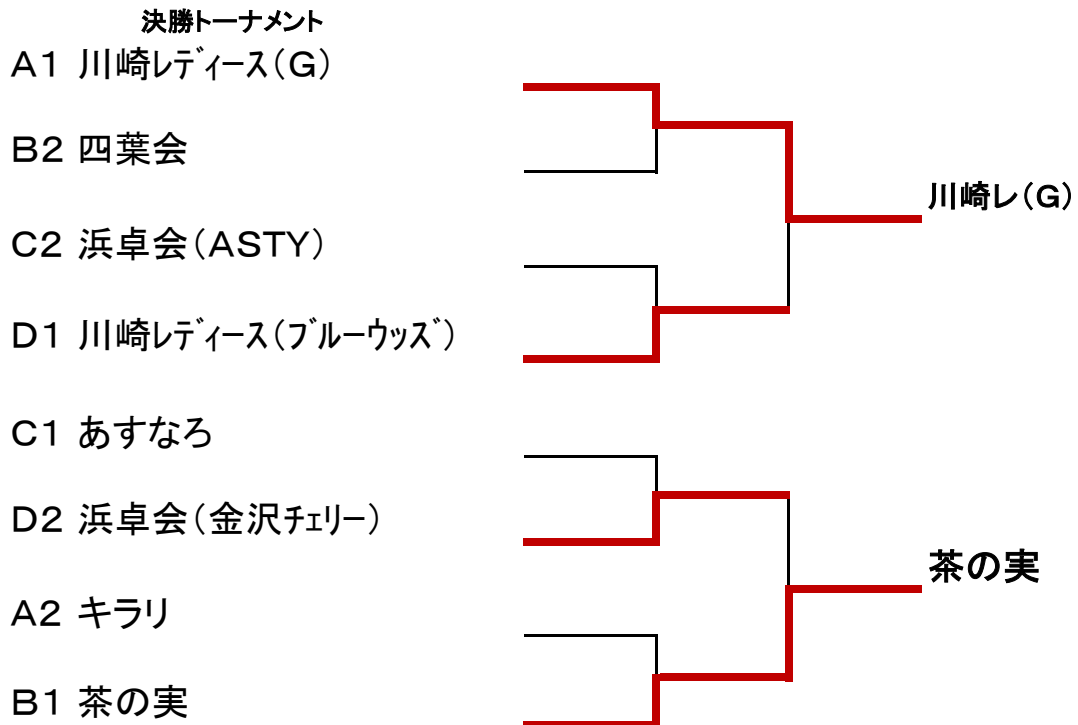 決勝トーナメント
A1 川崎ﾚﾃﾞｨｰｽ(G)
B2 四葉会
川崎レ(G)
C2 浜卓会(ASTY)
D1 川崎ﾚﾃﾞｨｰｽ(ﾌﾞﾙｰｳｯｽﾞ)
C1 あすなろ
D2 浜卓会(金沢ﾁｪﾘｰ)
茶の実
A2 キラリ
B1 茶の実